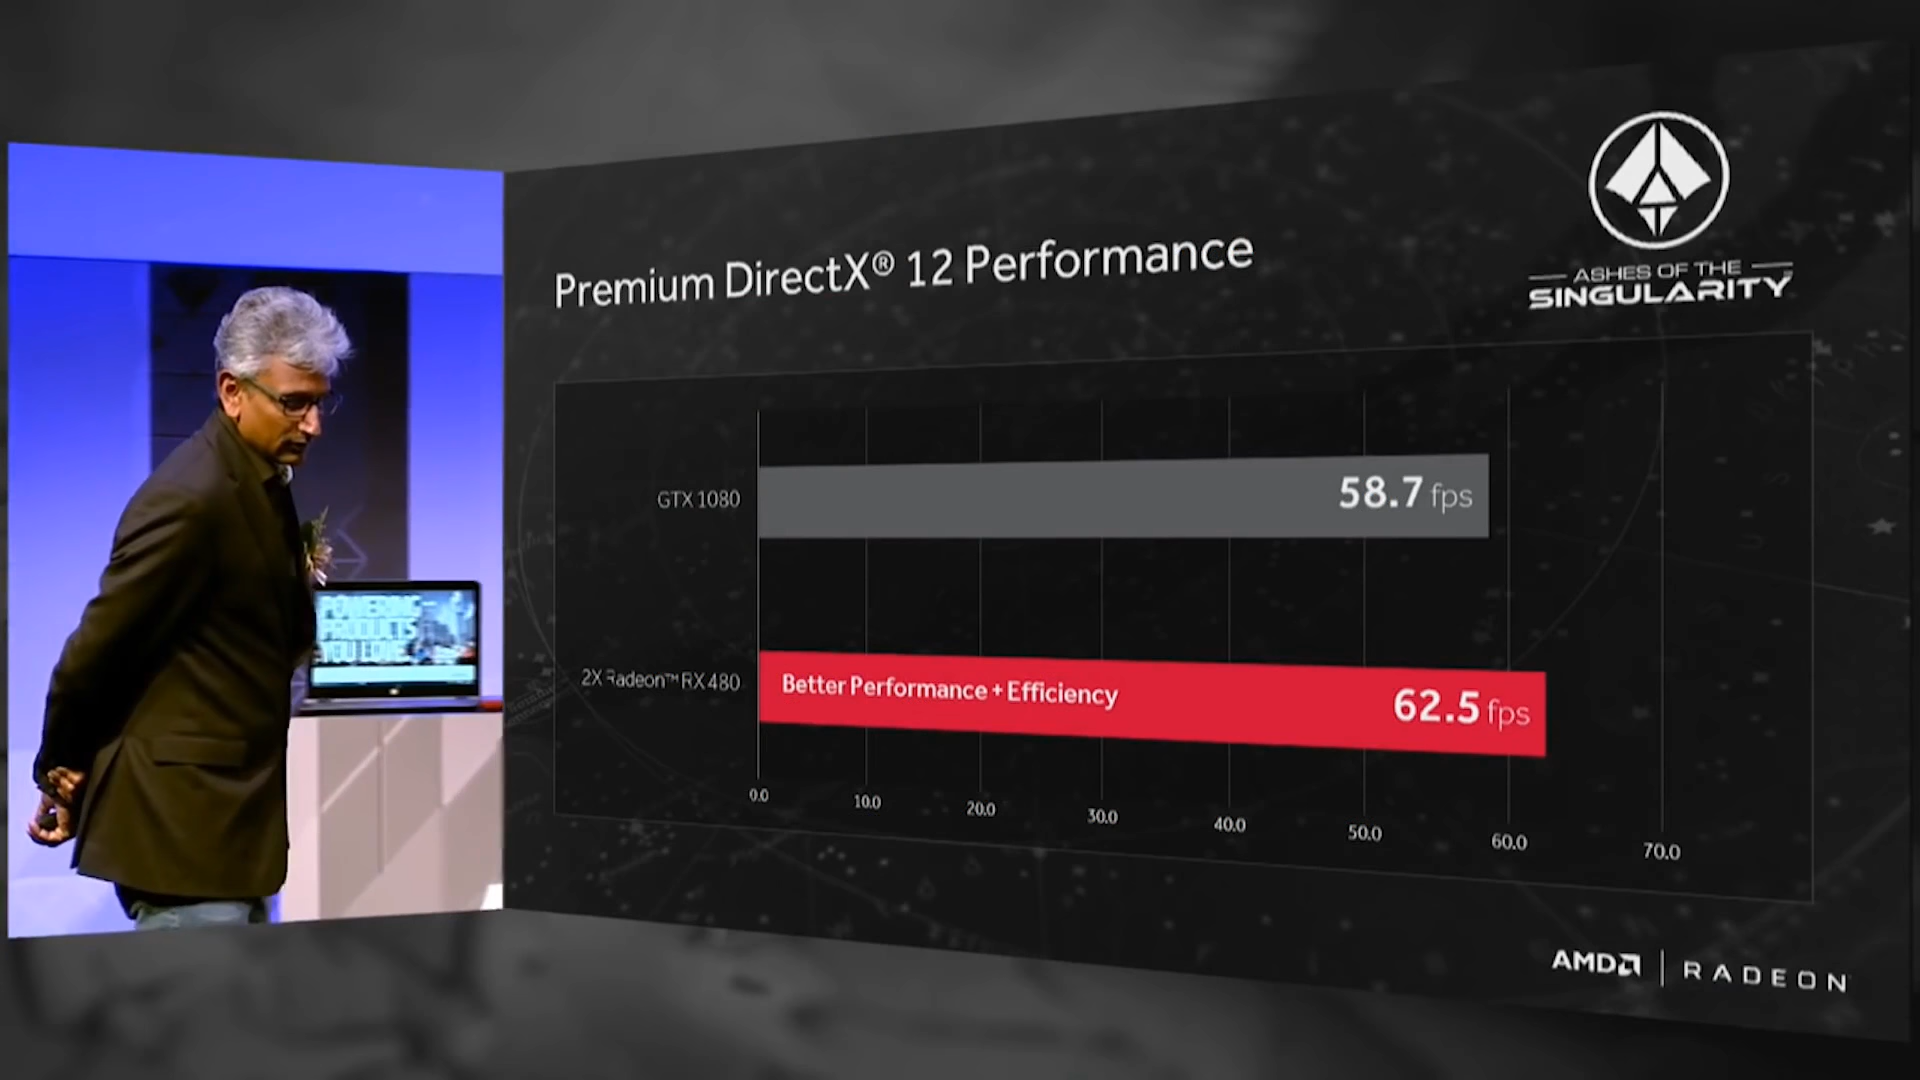 Premium DirectX® 12 Performance
ASHES OF THE
SINGULARITY
GTX 1080
58.7 fps
2X Radeon™ RX 480
Better Performance + Efficiency
62.5 fps
0.0 10.0 20.0 30.0 40.0 50.0 60.0 70.0
AMD | RADEON